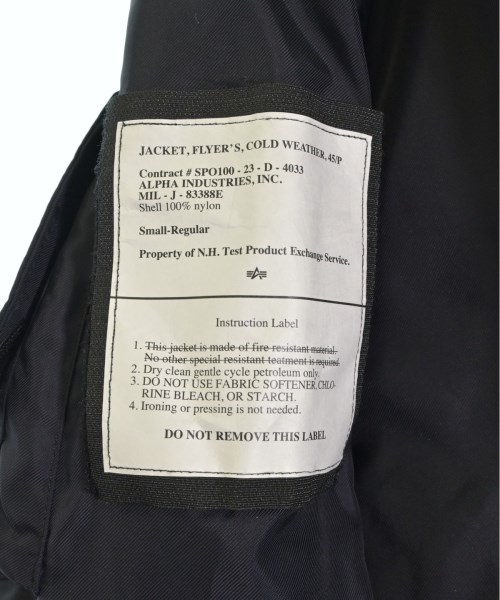 JACKET, FLYER'S, COLD WEATHER, 45/P
Contract # SPO100 - 23 - D - 4033
ALPHA INDUSTRIES, INC.
MIL - J - 83388E
Shell 100% nylon
Small-Regular
Property of N.H. Test Product Exchange Service.
Instruction Label
1. This jacket is made of fire resistant material.
No other special resistant teatment is required.
2. Dry clean gentle cycle petroleum only.
3. DO NOT USE FABRIC SOFTENER, CHLO-
RINE BLEACH, OR STARCH.
4. Ironing or pressing is not needed.
DO NOT REMOVE THIS LABEL